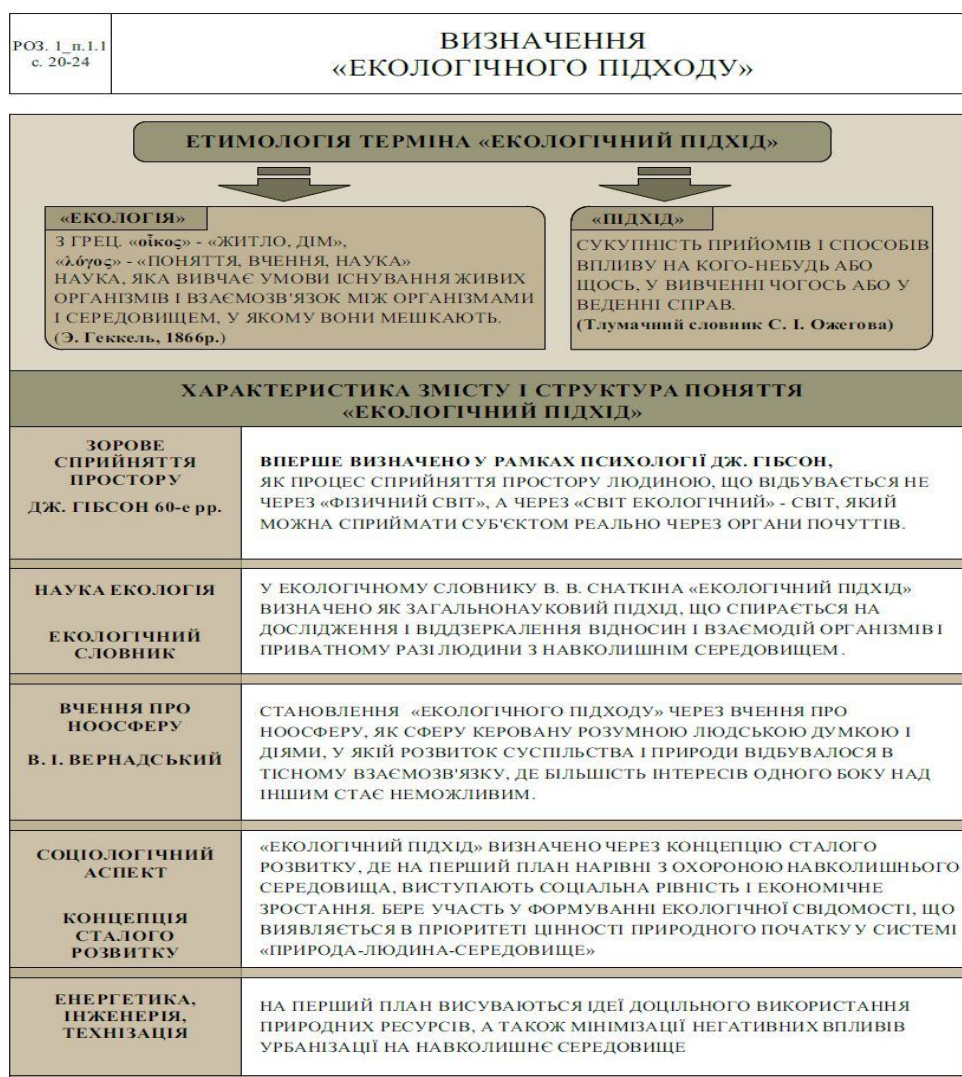 РОЗ. 1_п.1.1
с. 20-24
ВИЗНАЧЕННЯ
«ЕКОЛОГІЧНОГО ПІДХОДУ»
ЕТИМОЛОГІЯ ТЕРМІНА «ЕКОЛОГІЧНИЙ ПІДХІД»
«ЕКОЛОГІЯ»
З ГРЕЦ. «οἶκος» - «ЖИТЛО, ДІМ»,
«λόγος» - «ПОНЯТТЯ, ВЧЕННЯ, НАУКА»
НАУКА, ЯКА ВИВЧАЄ УМОВИ ІСНУВАННЯ ЖИВИХ
ОРГАНІЗМІВ І ВЗАЄМОЗВ'ЯЗОК МІЖ ОРГАНІЗМАМИ
І СЕРЕДОВИЩЕМ, У ЯКОМУ ВОНИ МЕШКАЮТЬ.
(Э. Геккель, 1866р.)
«ПІДХІД»
СУКУПНІСТЬ ПРИЙОМІВ І СПОСОБІВ
ВПЛИВУ НА КОГО-НЕБУДЬ АБО
ЩОСЬ, У ВИВЧЕННІ ЧОГОСЬ АБО У
ВЕДЕННІ СПРАВ.
(Тлумачний словник С. І. Ожегова)
ХАРАКТЕРИСТИКА ЗМІСТУ І СТРУКТУРА ПОНЯТТЯ
«ЕКОЛОГІЧНИЙ ПІДХІД»
ЗОРОВЕ
СПРИЙНЯТТЯ
ПРОСТОРУ
ДЖ. ГІБСОН 60-е рр.
ВПЕРШЕ ВИЗНАЧЕНО У РАМКАХ ПСИХОЛОГІЇ ДЖ. ГІБСОН,
ЯК ПРОЦЕС СПРИЙНЯТТЯ ПРОСТОРУ ЛЮДИНОЮ, ЩО ВІДБУВАЄТЬСЯ НЕ
ЧЕРЕЗ «ФІЗИЧНИЙ СВІТ», А ЧЕРЕЗ «СВІТ ЕКОЛОГІЧНИЙ» - СВІТ, ЯКИЙ
МОЖНА СПРИЙМАТИ СУБ'ЄКТОМ РЕАЛЬНО ЧЕРЕЗ ОРГАНИ ПОЧУТТІВ.
НАУКА ЕКОЛОГІЯ
ЕКОЛОГІЧНИЙ
СЛОВНИК
У ЕКОЛОГІЧНОМУ СЛОВНИКУ В. В. СНАТКІНА «ЕКОЛОГІЧНИЙ ПІДХІД»
ВИЗНАЧЕНО ЯК ЗАГАЛЬНОНАУКОВИЙ ПІДХІД, ЩО СПИРАЄТЬСЯ НА
ДОСЛІДЖЕННЯ І ВІДДЗЕРКАЛЕННЯ ВІДНОСИН І ВЗАЄМОДІЙ ОРГАНІЗМІВ І
ПРИВАТНОМУ РАЗІ ЛЮДИНИ З НАВКОЛИШНІМ СЕРЕДОВИЩЕМ.
ВЧЕННЯ ПРО
НООСФЕРУ
В. І. ВЕРНАДСЬКИЙ
СТАНОВЛЕННЯ «ЕКОЛОГІЧНОГО ПІДХОДУ» ЧЕРЕЗ ВЧЕННЯ ПРО
НООСФЕРУ, ЯК СФЕРУ КЕРОВАНУ РОЗУМНОЮ ЛЮДСЬКОЮ ДУМКОЮ І
ДІЯМИ, У ЯКІЙ РОЗВИТОК СУСПІЛЬСТВА І ПРИРОДИ ВІДБУВАЛОСЯ В
ТІСНОМУ ВЗАЄМОЗВ'ЯЗКУ, ДЕ БІЛЬШІСТЬ ІНТЕРЕСІВ ОДНОГО БОКУ НАД
ІНШИМ СТАЄ НЕМОЖЛИВИМ.
СОЦІОЛОГІЧНИЙ
АСПЕКТ
КОНЦЕПЦІЯ
СТАЛОГО
РОЗВИТКУ
«ЕКОЛОГІЧНИЙ ПІДХІД» ВИЗНАЧЕНО ЧЕРЕЗ КОНЦЕПЦІЮ СТАЛОГО
РОЗВИТКУ, ДЕ НА ПЕРШИЙ ПЛАН НАРІВНІ З ОХОРОНОЮ НАВКОЛИШНЬОГО
СЕРЕДОВИЩА, ВИСТУПАЮТЬ СОЦІАЛЬНА РІВНІСТЬ І ЕКОНОМІЧНЕ
ЗРОСТАННЯ. БЕРЕ УЧАСТЬ У ФОРМУВАННІ ЕКОЛОГІЧНОЇ СВІДОМОСТІ, ЩО
ВИЯВЛЯЄТЬСЯ В ПРІОРИТЕТІ ЦІННОСТІ ПРИРОДНОГО ПОЧАТКУ У СИСТЕМІ
«ПРИРОДА-ЛЮДИНА-СЕРЕДОВИЩЕ»
ЕНЕРГЕТИКА,
ІНЖЕНЕРІЯ,
ТЕХНІЗАЦІЯ
НА ПЕРШИЙ ПЛАН ВИСУВАЮТЬСЯ ІДЕЇ ДОЦІЛЬНОГО ВИКОРИСТАННЯ
ПРИРОДНИХ РЕСУРСІВ, А ТАКОЖ МІНІМІЗАЦІЇ НЕГАТИВНИХ ВПЛИВІВ
УРБАНІЗАЦІЇ НА НАВКОЛИШНЄ СЕРЕДОВИЩЕ